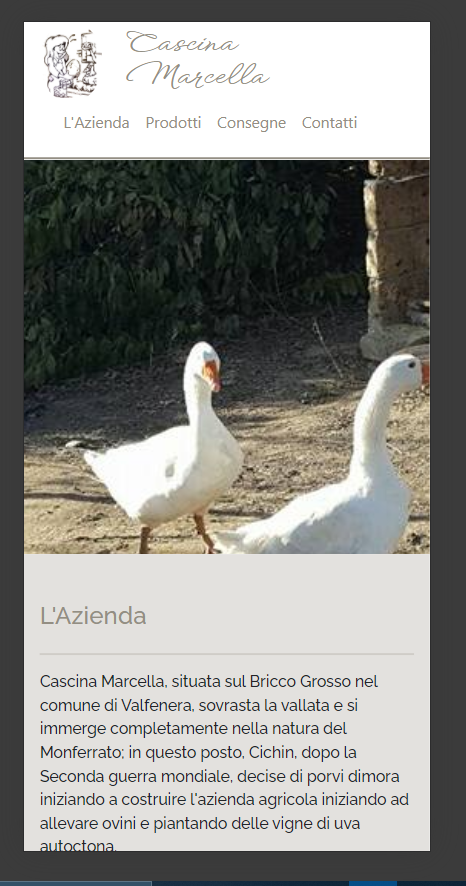 Cascina
Marcella
L'Azienda Prodotti Consegne Contatti
L'Azienda
Cascina Marcella, situata sul Bricco Grosso nel
comune di Valfenera, sovrasta la vallata e si
immerge completamente nella natura del
Monferrato; in questo posto, Cichin, dopo la
Seconda guerra mondiale, decise di porvi dimora
iniziando a costruire l'azienda agricola iniziando ad
allevare ovini e piantando delle vigne di uva
autoctona.